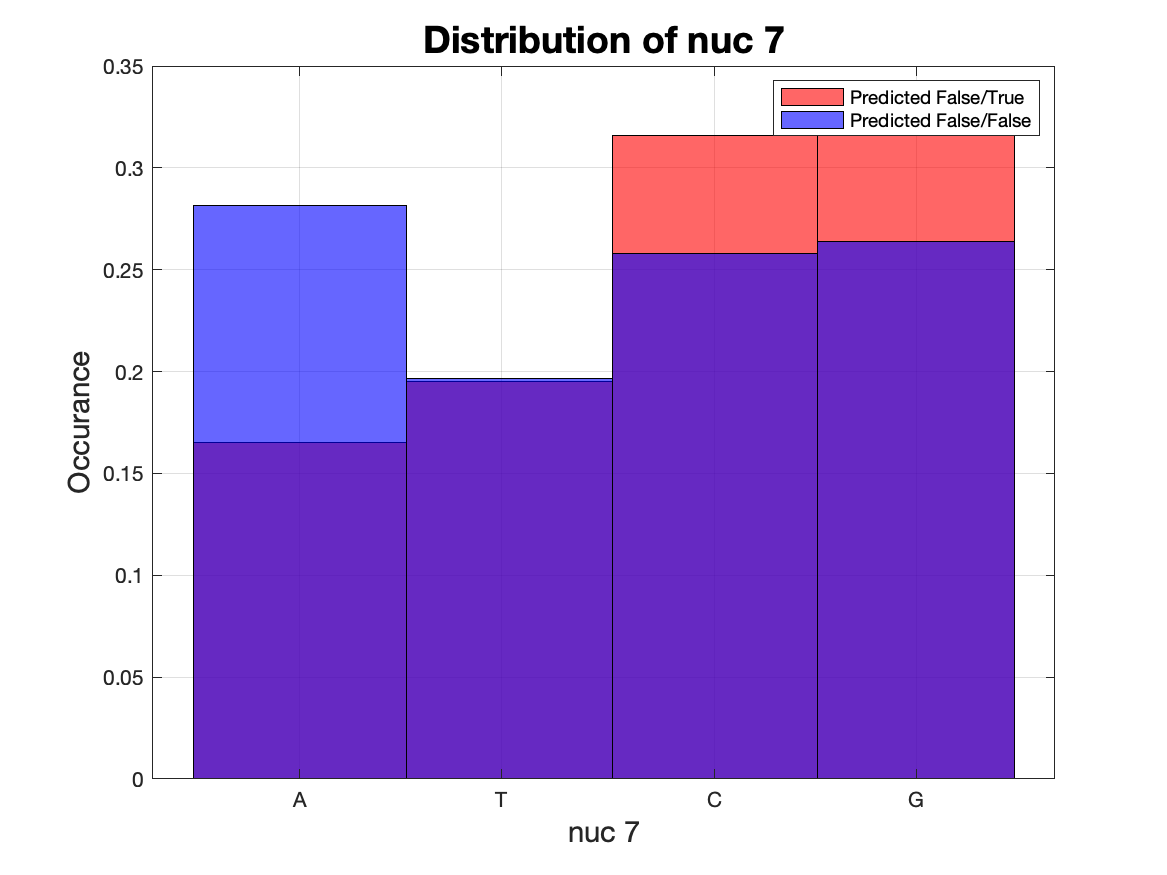 Distribution of nuc 7
0.35
0.3
0.25
0.2
0.15
0.1
0.05
0
Occurance
Predicted False/True
Predicted False/False
A T C G
nuc 7